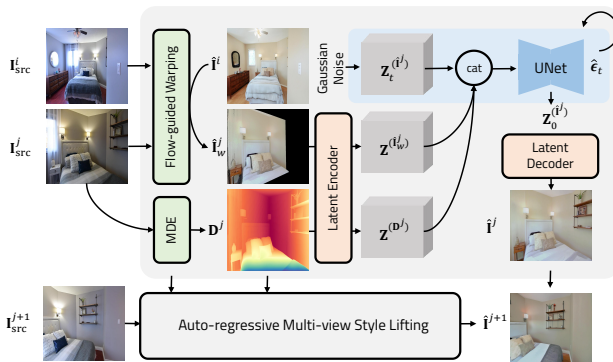 I^i_src
Flow-guided Warping
Î^i
Gaussian Noise
Z_t^(Î^j)
cat
UNet
ε̂_t
I^j_src
Î^j_w
Latent Encoder
Z^(Î^j_w)
Z_0^(Î^j)
Latent
Decoder
MDE
D^j
Z^(D^j)
Î^j
I^{j+1}_src
Auto-regressive Multi-view Style Lifting
Î^{j+1}